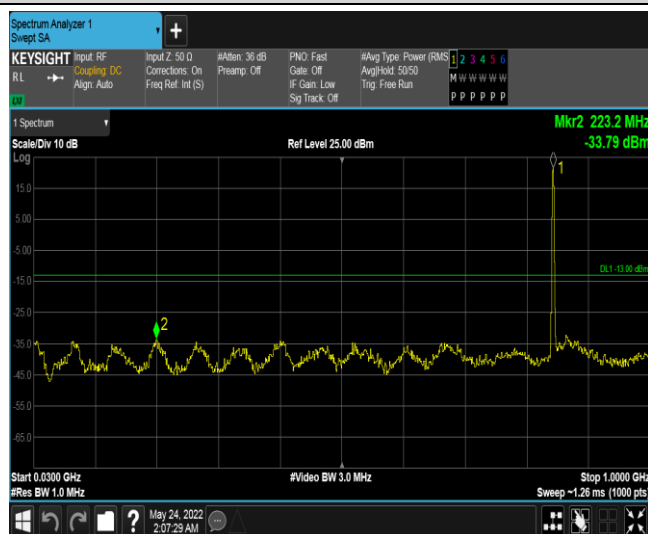 Spectrum Analyzer 1
Swept SA
+
KEYSIGHT Input: RF
RL Coupling: DC
Align: Auto
Input Z: 50 Ω
Corrections: On
Freq Ref: Int (S)
#Atten: 36 dB
Preamp: Off
PNO: Fast
Gate: Off
IF Gain: Low
Sig Track: Off
#Avg Type: Power (RMS
Avg|Hold: 50/50
Trig: Free Run
1 2 3 4 5 6
M W W W W W
P P P P P P
1 Spectrum
Scale/Div 10 dB
Ref Level 25.00 dBm
Mkr2 223.2 MHz
-33.79 dBm
Log
1
15.0
5.00
-5.00
DL1 -13.00 dBm
-15.0
-25.0
2
-35.0
-45.0
-55.0
-65.0
Start 0.0300 GHz
#Video BW 3.0 MHz
Stop 1.0000 GHz
#Res BW 1.0 MHz
Sweep ~1.26 ms (1000 pts)
?
May 24, 2022
2:07:29 AM